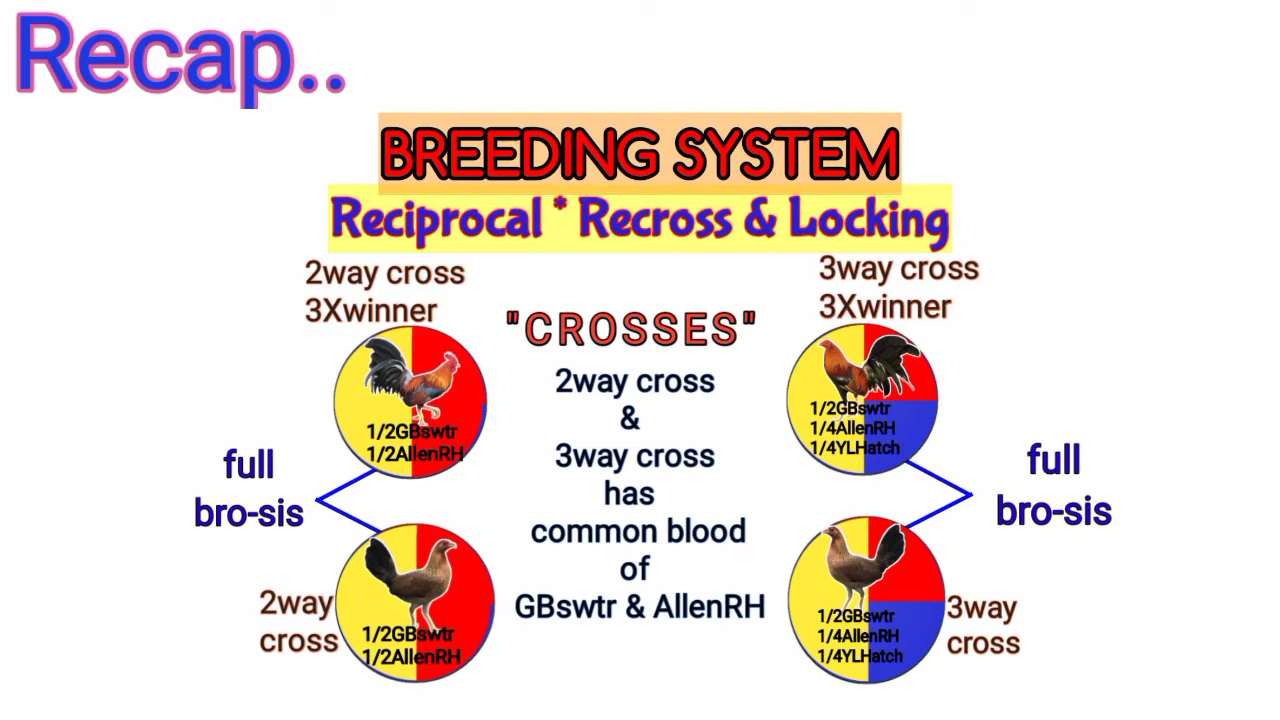 Recap..
BREEDING SYSTEM
Reciprocal * Recross & Locking
2way cross
3Xwinner
1/2GBswtr
1/2AllenRH
full
bro-sis
2way
cross
1/2GBswtr
1/2AllenRH
"CROSSES"
2way cross
&
3way cross
has
common blood
of
GBswtr & AllenRH
3way cross
3Xwinner
1/2GBswtr
1/4AllenRH
1/4YLHatch
full
bro-sis
1/2GBswtr
1/4AllenRH
1/4YLHatch
3way
cross